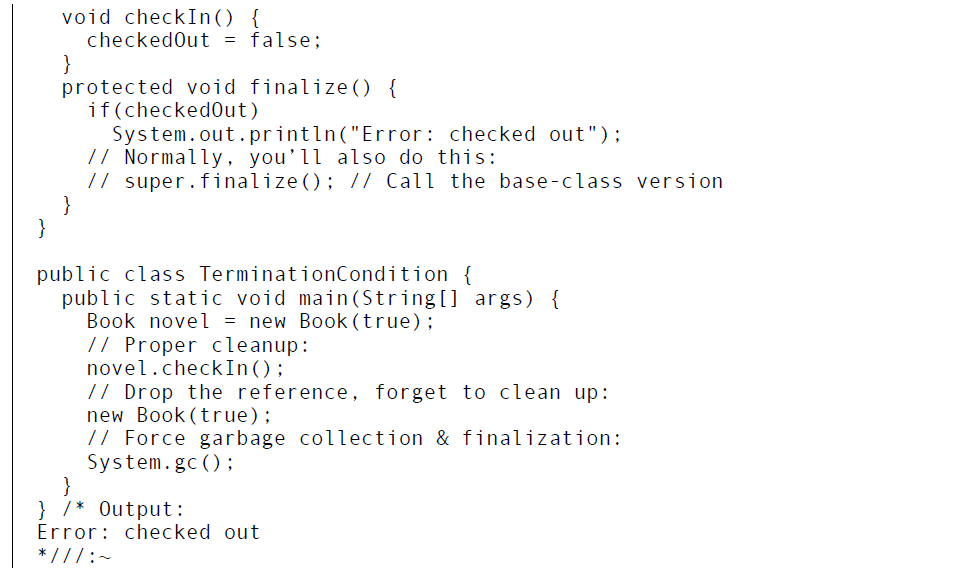 void checkIn() {
checkedOut = false;
}
protected void finalize() {
if(checkedOut)
System.out.println("Error: checked out");
// Normally, you’ll also do this:
// super.finalize(); // Call the base-class version
}
}
public class TerminationCondition {
public static void main(String[] args) {
Book novel = new Book(true);
// Proper cleanup:
novel.checkIn();
// Drop the reference, forget to clean up:
new Book(true);
// Force garbage collection & finalization:
System.gc();
}
} /* Output:
Error: checked out
*///:~